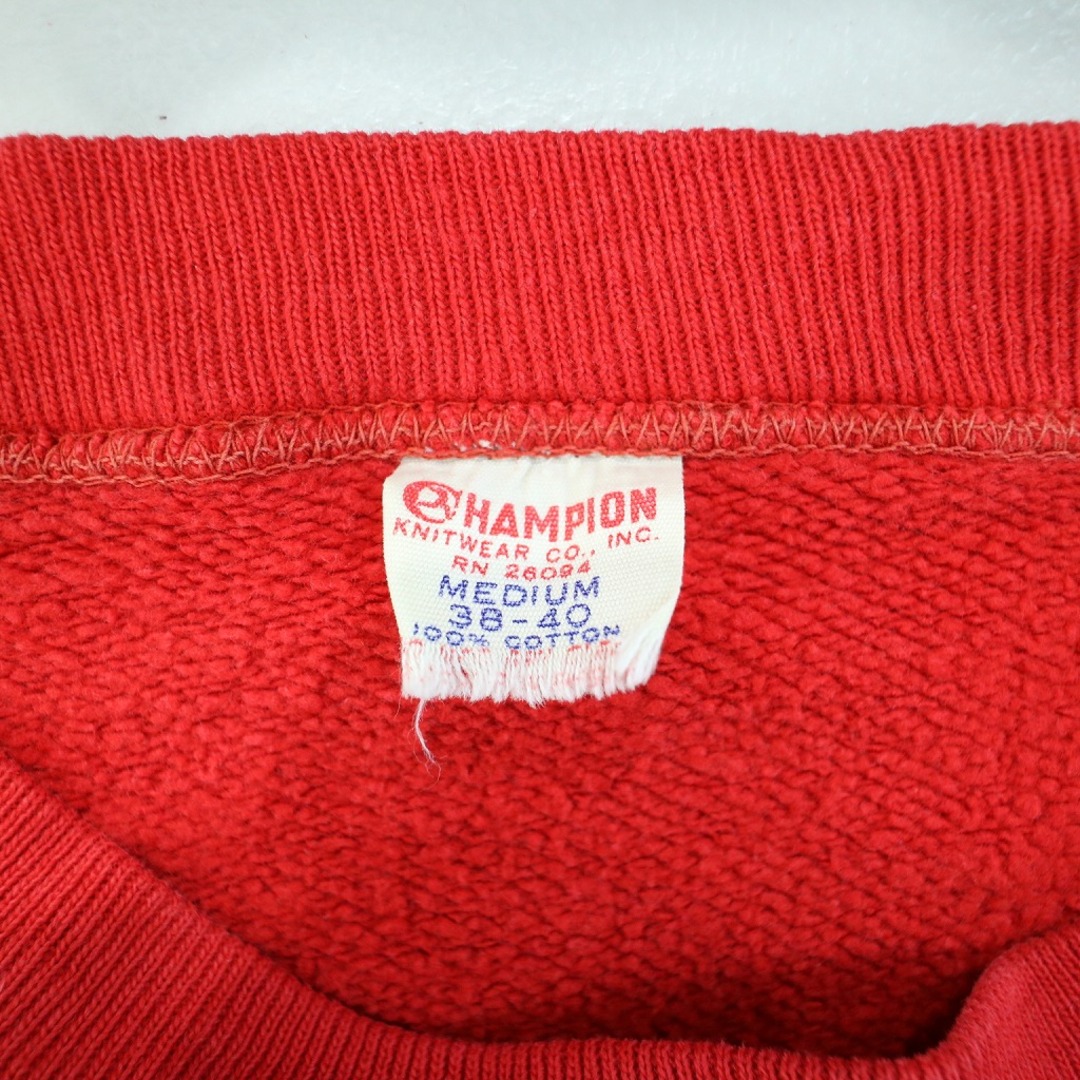 CHAMPION
KNITWEAR CO., INC.
RN 26094
MEDIUM
38-40
100% COTTON